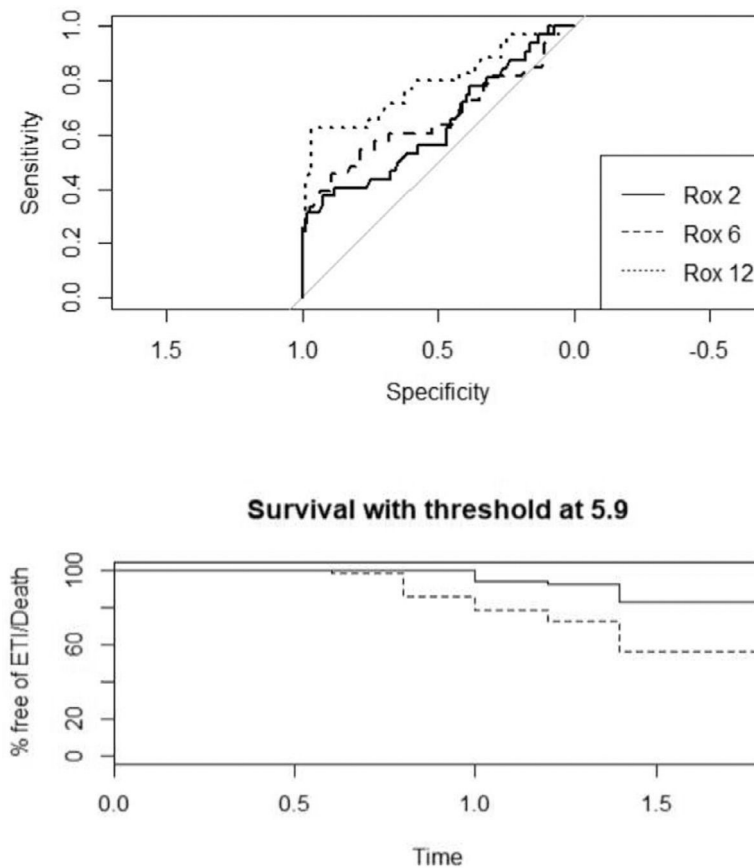 Sensitivity
1.0
0.8
0.6
0.4
0.2
0.0
Rox 2
Rox 6
Rox 12
1.5 1.0 0.5 0.0 -0.5
Specificity
Survival with threshold at 5.9
% free of ETI/Death
100
60
20
0
0.0 0.5 1.0 1.5
Time